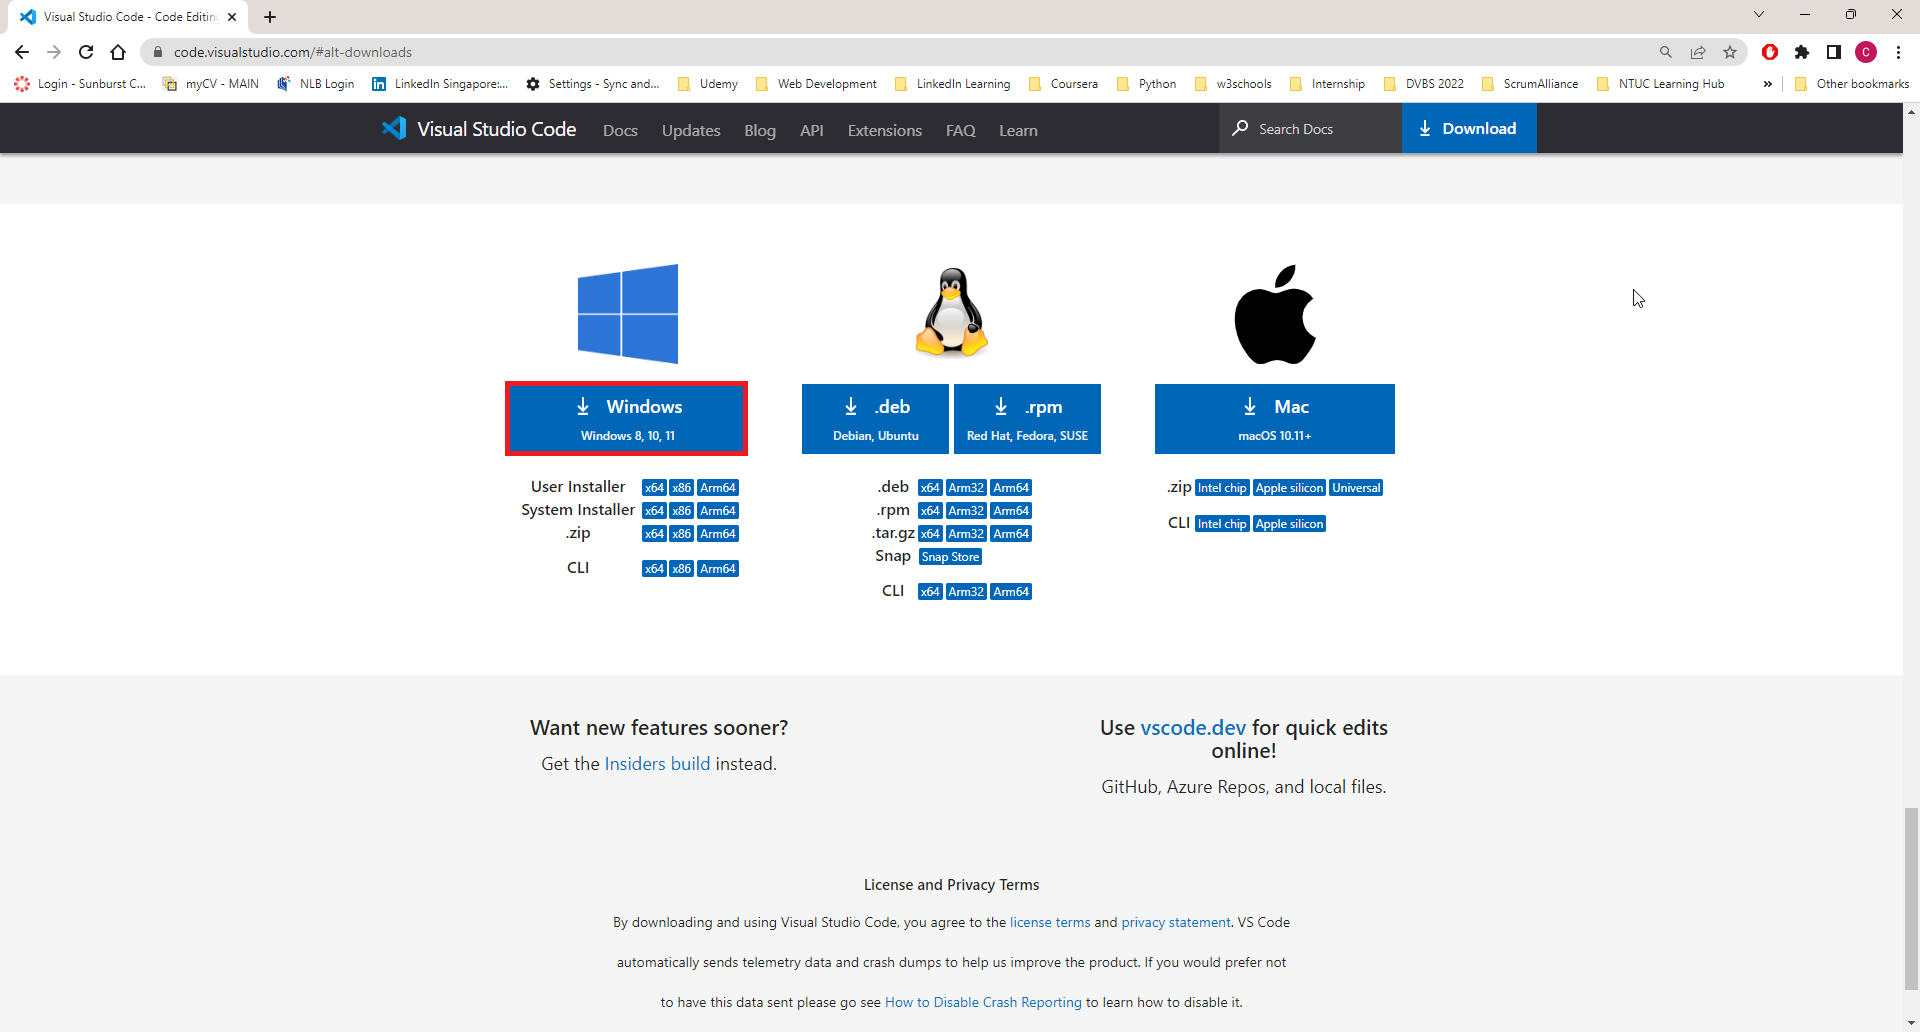 Visual Studio Code - Code Editin
code.visualstudio.com/#alt-downloads
C
Login - Sunburst C... myCV - MAIN NLB Login LinkedIn Singapore:... Settings - Sync and... Udemy Web Development LinkedIn Learning Coursera Python w3schools Internship DVBS 2022 ScrumAlliance NTUC Learning Hub » Other bookmarks
Visual Studio Code Docs Updates Blog API Extensions FAQ Learn Search Docs Download
Windows
Windows 8, 10, 11
User Installer x64 x86 Arm64
System Installer x64 x86 Arm64
.zip x64 x86 Arm64
CLI x64 x86 Arm64
.deb
Debian, Ubuntu
.rpm
Red Hat, Fedora, SUSE
.deb x64 Arm32 Arm64
.rpm x64 Arm32 Arm64
.tar.gz x64 Arm32 Arm64
Snap Snap Store
CLI x64 Arm32 Arm64
Mac
macOS 10.11+
.zip Intel chip Apple silicon Universal
CLI Intel chip Apple silicon
Want new features sooner?
Get the Insiders build instead.
Use vscode.dev for quick edits
online!
GitHub, Azure Repos, and local files.
License and Privacy Terms
By downloading and using Visual Studio Code, you agree to the license terms and privacy statement. VS Code
automatically sends telemetry data and crash dumps to help us improve the product. If you would prefer not
to have this data sent please go see How to Disable Crash Reporting to learn how to disable it.